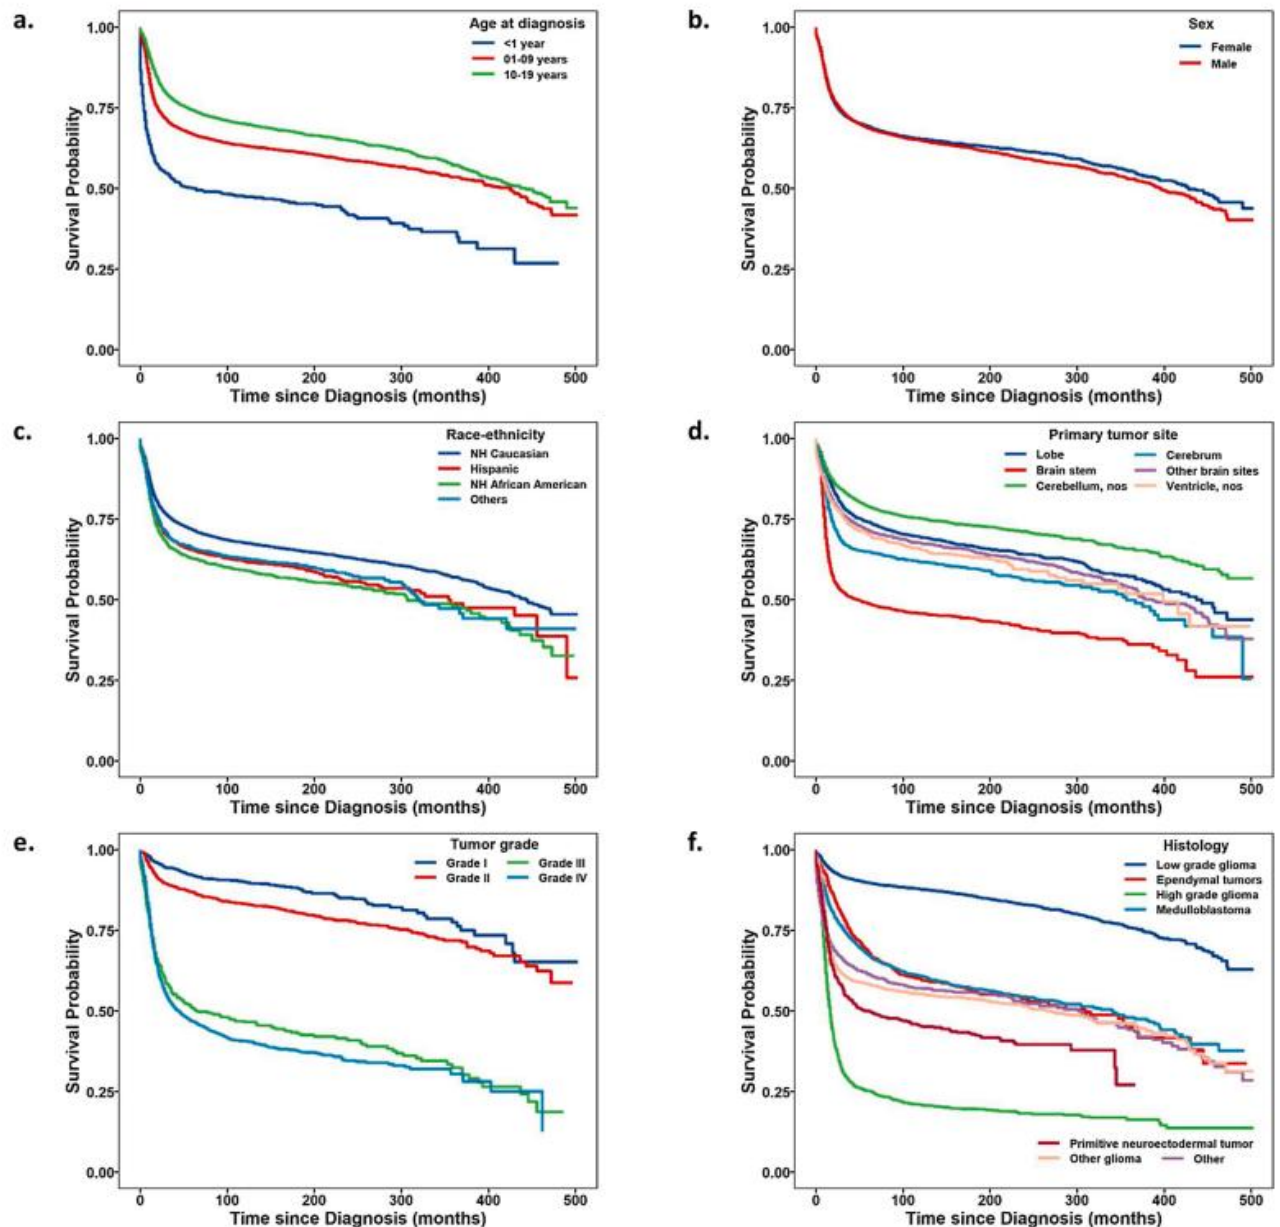 a.
Age at diagnosis
<1 year
01-09 years
10-19 years
Survival Probability
1.00
0.75
0.50
0.25
0.00
0 100 200 300 400 500
Time since Diagnosis (months)
b.
Sex
Female
Male
Survival Probability
1.00
0.75
0.50
0.25
0.00
0 100 200 300 400 500
Time since Diagnosis (months)
c.
Race-ethnicity
NH Caucasian
Hispanic
NH African American
Others
Survival Probability
1.00
0.75
0.50
0.25
0.00
0 100 200 300 400 500
Time since Diagnosis (months)
d.
Primary tumor site
Lobe Cerebrum
Brain stem Other brain sites
Cerebellum, nos Ventricle, nos
Survival Probability
1.00
0.75
0.50
0.25
0.00
0 100 200 300 400 500
Time since Diagnosis (months)
e.
Tumor grade
Grade I Grade III
Grade II Grade IV
Survival Probability
1.00
0.75
0.50
0.25
0.00
0 100 200 300 400 500
Time since Diagnosis (months)
f.
Histology
Low grade glioma
Ependymal tumors
High grade glioma
Medulloblastoma
Survival Probability
1.00
0.75
0.50
0.25
0.00
Primitive neuroectodermal tumor
Other glioma Other
0 100 200 300 400 500
Time since Diagnosis (months)